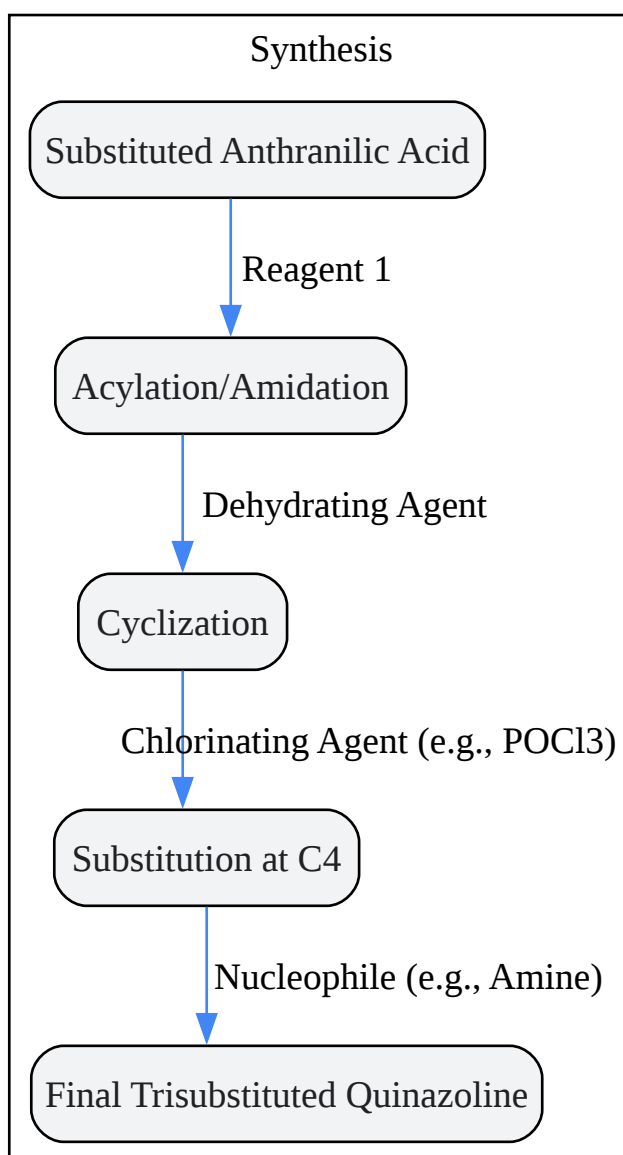 Synthesis
Substituted Anthranilic Acid
Reagent 1
Acylation/Amidation
Dehydrating Agent
Cyclization
Chlorinating Agent (e.g., POCl3)
Substitution at C4
Nucleophile (e.g., Amine)
Final Trisubstituted Quinazoline